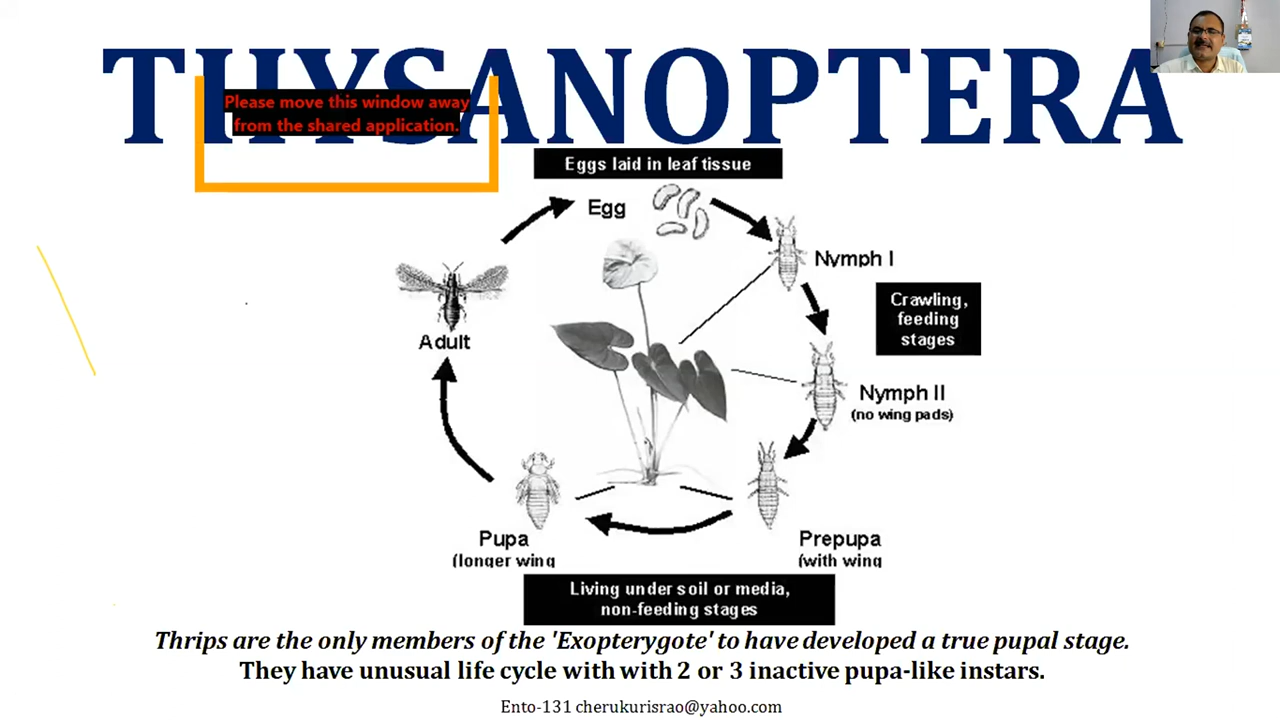 THYSANOPTERA
Please move this window away
from the shared application.
Eggs laid in leaf tissue
Egg
Nymph I
Crawling,
feeding
stages
Adult
Nymph II
(no wing pads)
Pupa
(longer wing
Prepupa
(with wing
Living under soil or media,
non-feeding stages
Thrips are the only members of the 'Exopterygote' to have developed a true pupal stage.
They have unusual life cycle with with 2 or 3 inactive pupa-like instars.
Ento-131 cherukurisrao@yahoo.com